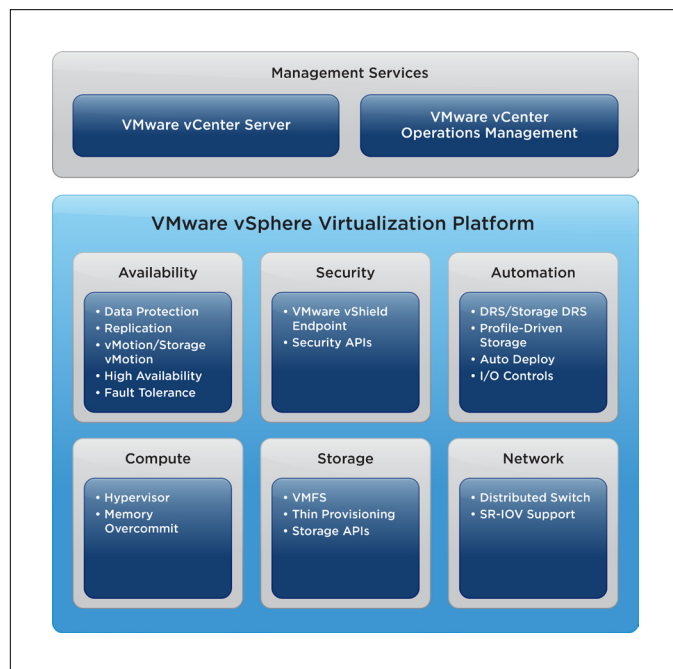 Management Services
VMware vCenter Server
VMware vCenter
Operations Management
VMware vSphere Virtualization Platform
Availability
• Data Protection
• Replication
• vMotion/Storage
vMotion
• High Availability
• Fault Tolerance
Security
• VMware vShield
Endpoint
• Security APIs
Automation
• DRS/Storage DRS
• Profile-Driven
Storage
• Auto Deploy
• I/O Controls
Compute
• Hypervisor
• Memory
Overcommit
Storage
• VMFS
• Thin Provisioning
• Storage APIs
Network
• Distributed Switch
• SR-IOV Support